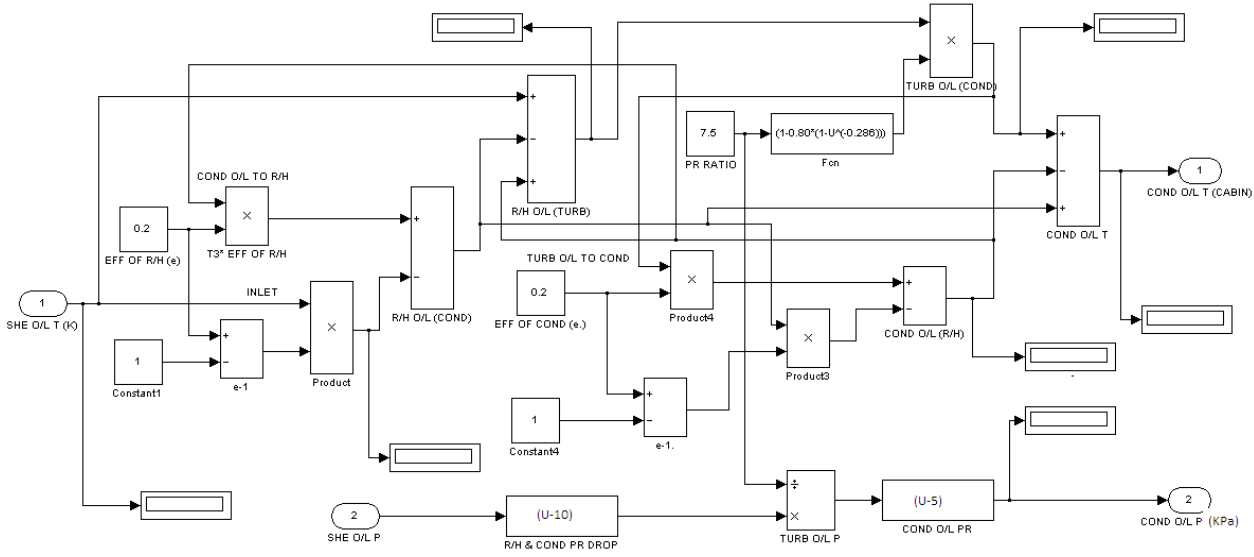 TURB O/L (COND)
7.5
PR RATIO
(1-0.80*(1-U^(-0.286)))
Fcn
+
−
+
R/H O/L (TURB)
+
−
+
COND O/L T
1
COND O/L T (CABIN)
COND O/L TO R/H
×
T3* EFF OF R/H
0.2
EFF OF R/H (e)
+
−
R/H O/L (COND)
TURB O/L TO COND
×
Product4
0.2
EFF OF COND (e.)
+
−
COND O/L (R/H)
1
SHE O/L T (K)
INLET
×
Product
+
−
e-1
1
Constant1
×
Product3
+
−
e-1.
1
Constant4
2
SHE O/L P
(U-10)
R/H & COND PR DROP
÷
×
TURB O/L P
(U-5)
COND O/L PR
2
COND O/L P (KPa)
×
-